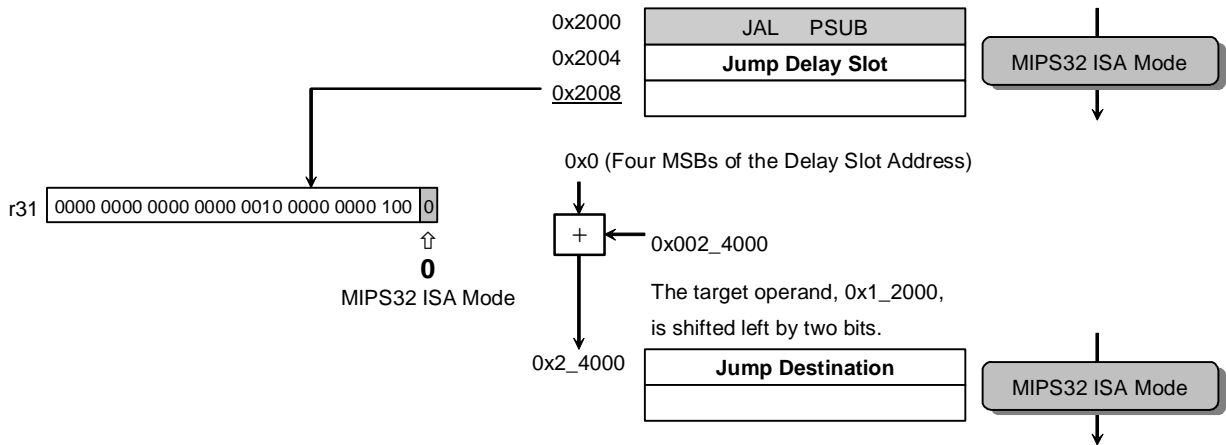 0x2000 JAL PSUB
0x2004 Jump Delay Slot MIPS32 ISA Mode
0x2008
0x0 (Four MSBs of the Delay Slot Address)
r31 0000 0000 0000 0000 0010 0000 0000 100 0
+ 0x002_4000
0
MIPS32 ISA Mode
The target operand, 0x1_2000,
is shifted left by two bits.
0x2_4000 Jump Destination MIPS32 ISA Mode